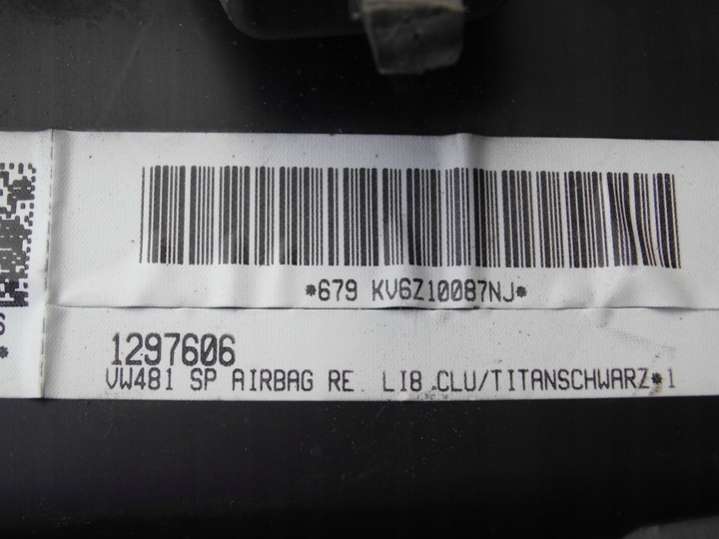 *679 KV6Z10087NJ*
S
*
1297606
VW481 SP AIRBAG RE. LI8 CLU/TITANSCHWARZ*1